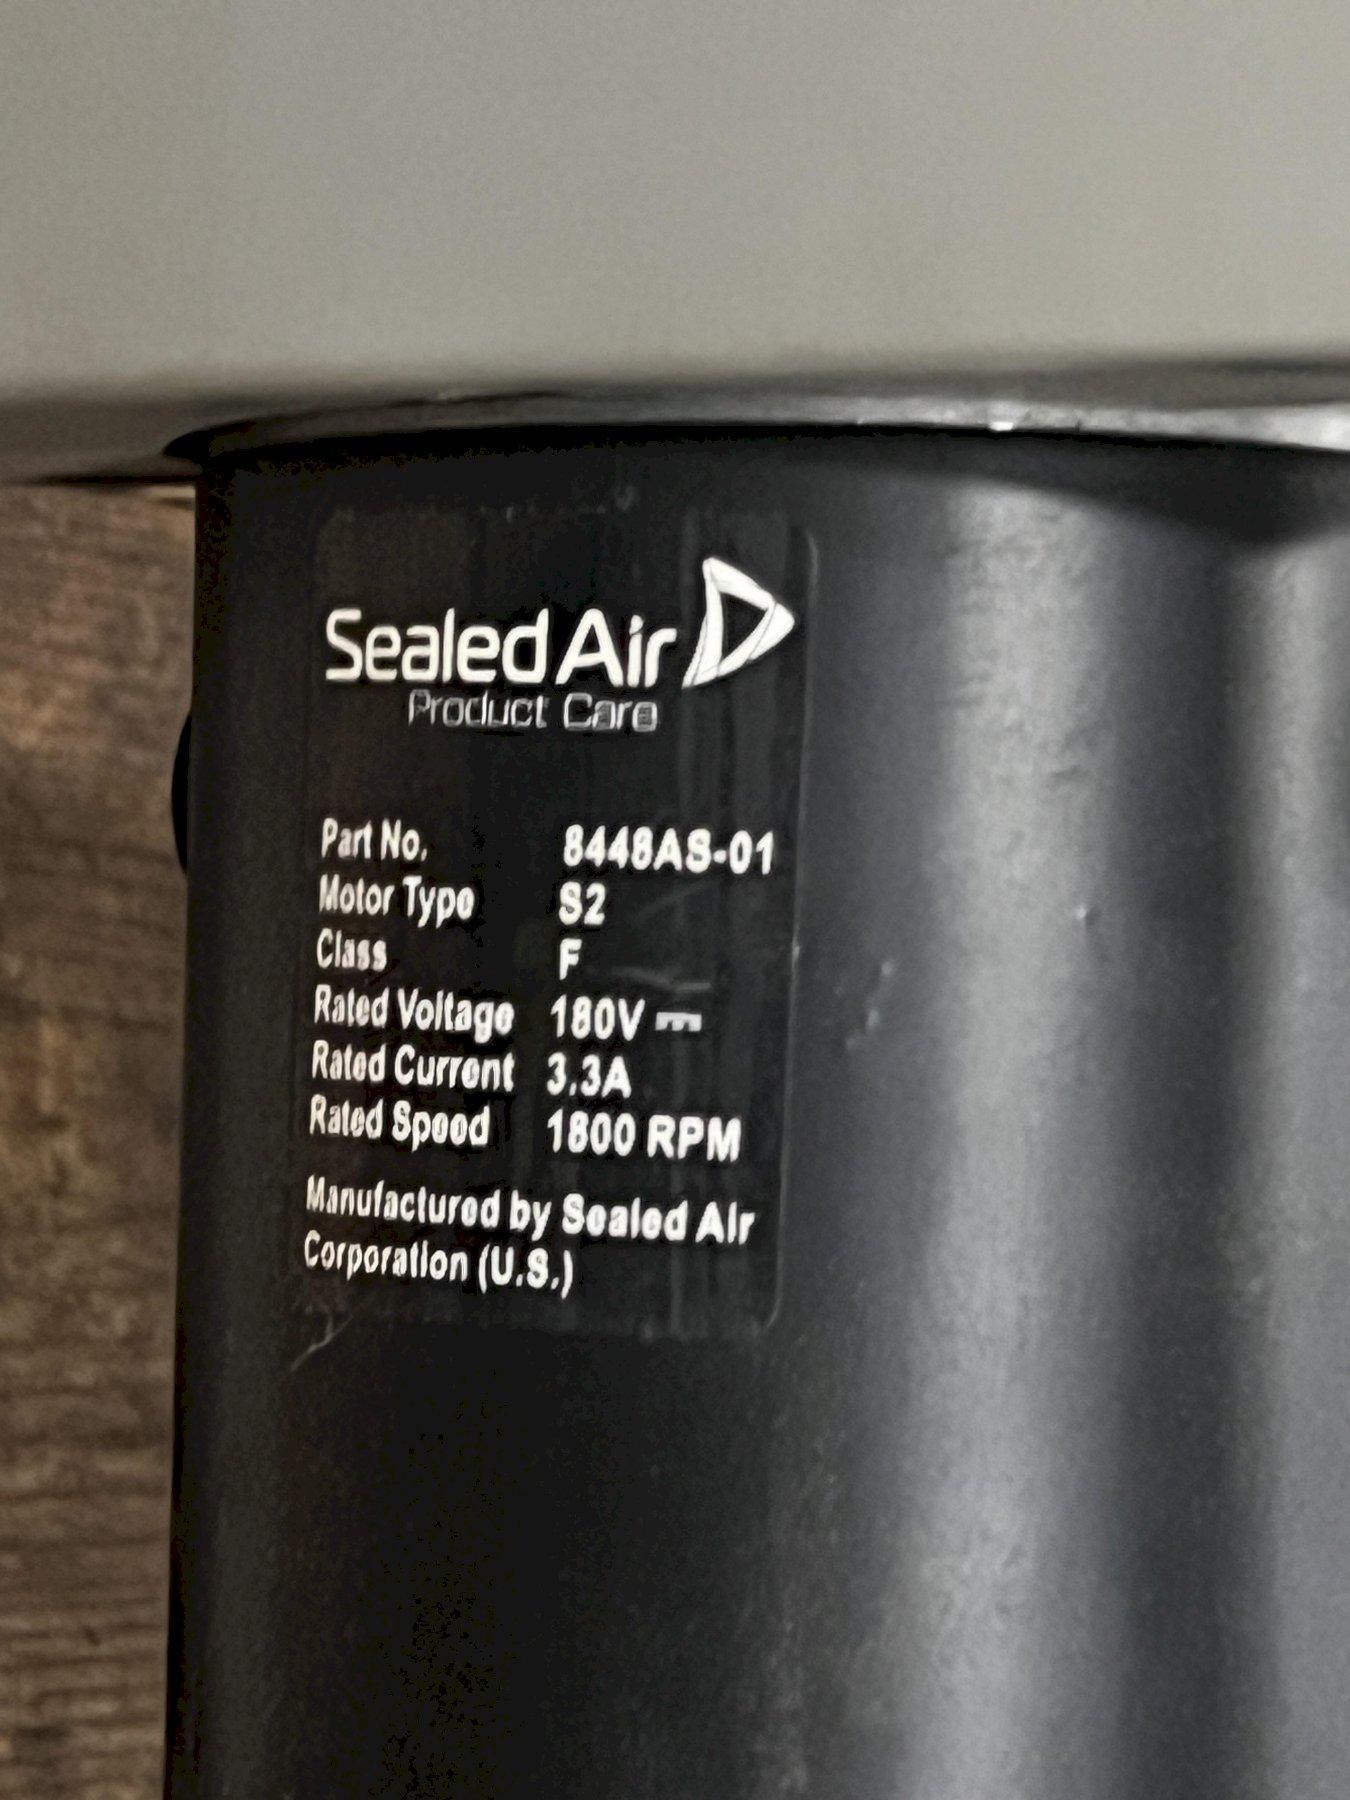 Sealed Air
Product Care
Part No. 8448AS-01
Motor Type S2
Class F
Rated Voltage 180V ⎓
Rated Current 3.3A
Rated Speed 1800 RPM
Manufactured by Sealed Air
Corporation (U.S.)